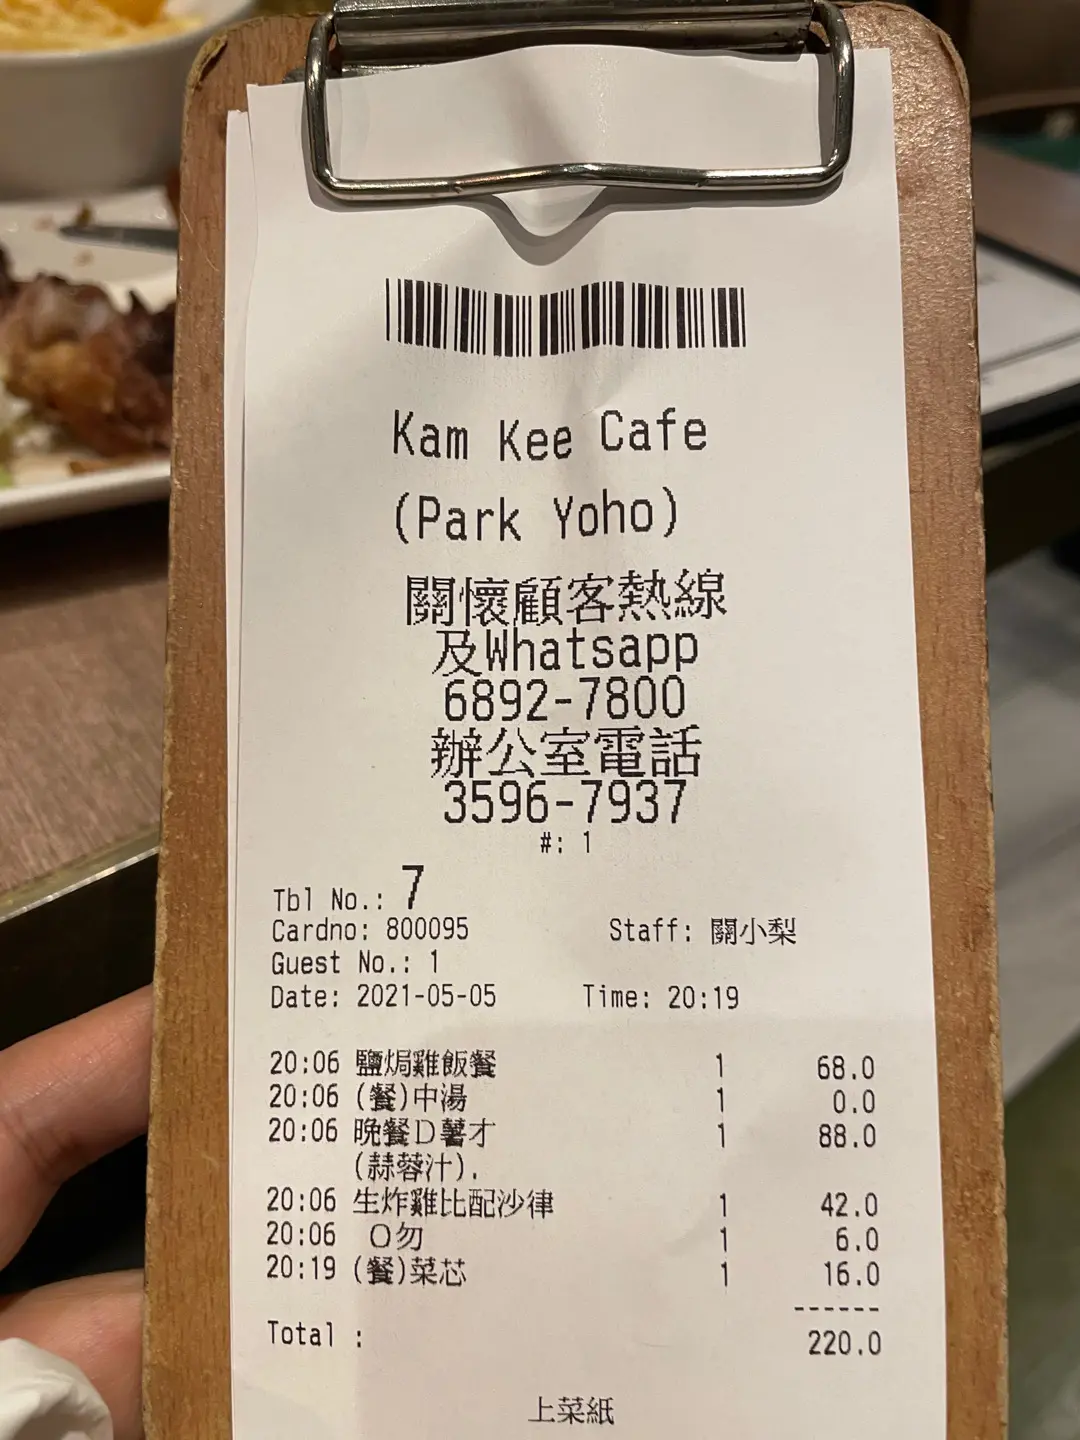 Kam Kee Cafe
(Park Yoho)
關懷顧客熱線
及Whatsapp
6892-7800
辦公室電話
3596-7937
#: 1
Tbl No.: 7
Cardno: 800095 Staff: 關小梨
Guest No.: 1
Date: 2021-05-05 Time: 20:19
20:06 鹽焗雞飯餐 1 68.0
20:06 (餐)中湯 1 0.0
20:06 晚餐D薯才 1 88.0
(蒜蓉汁).
20:06 生炸雞比配沙律 1 42.0
20:06 O勿 1 6.0
20:19 (餐)菜芯 1 16.0
------
Total : 220.0
上菜紙